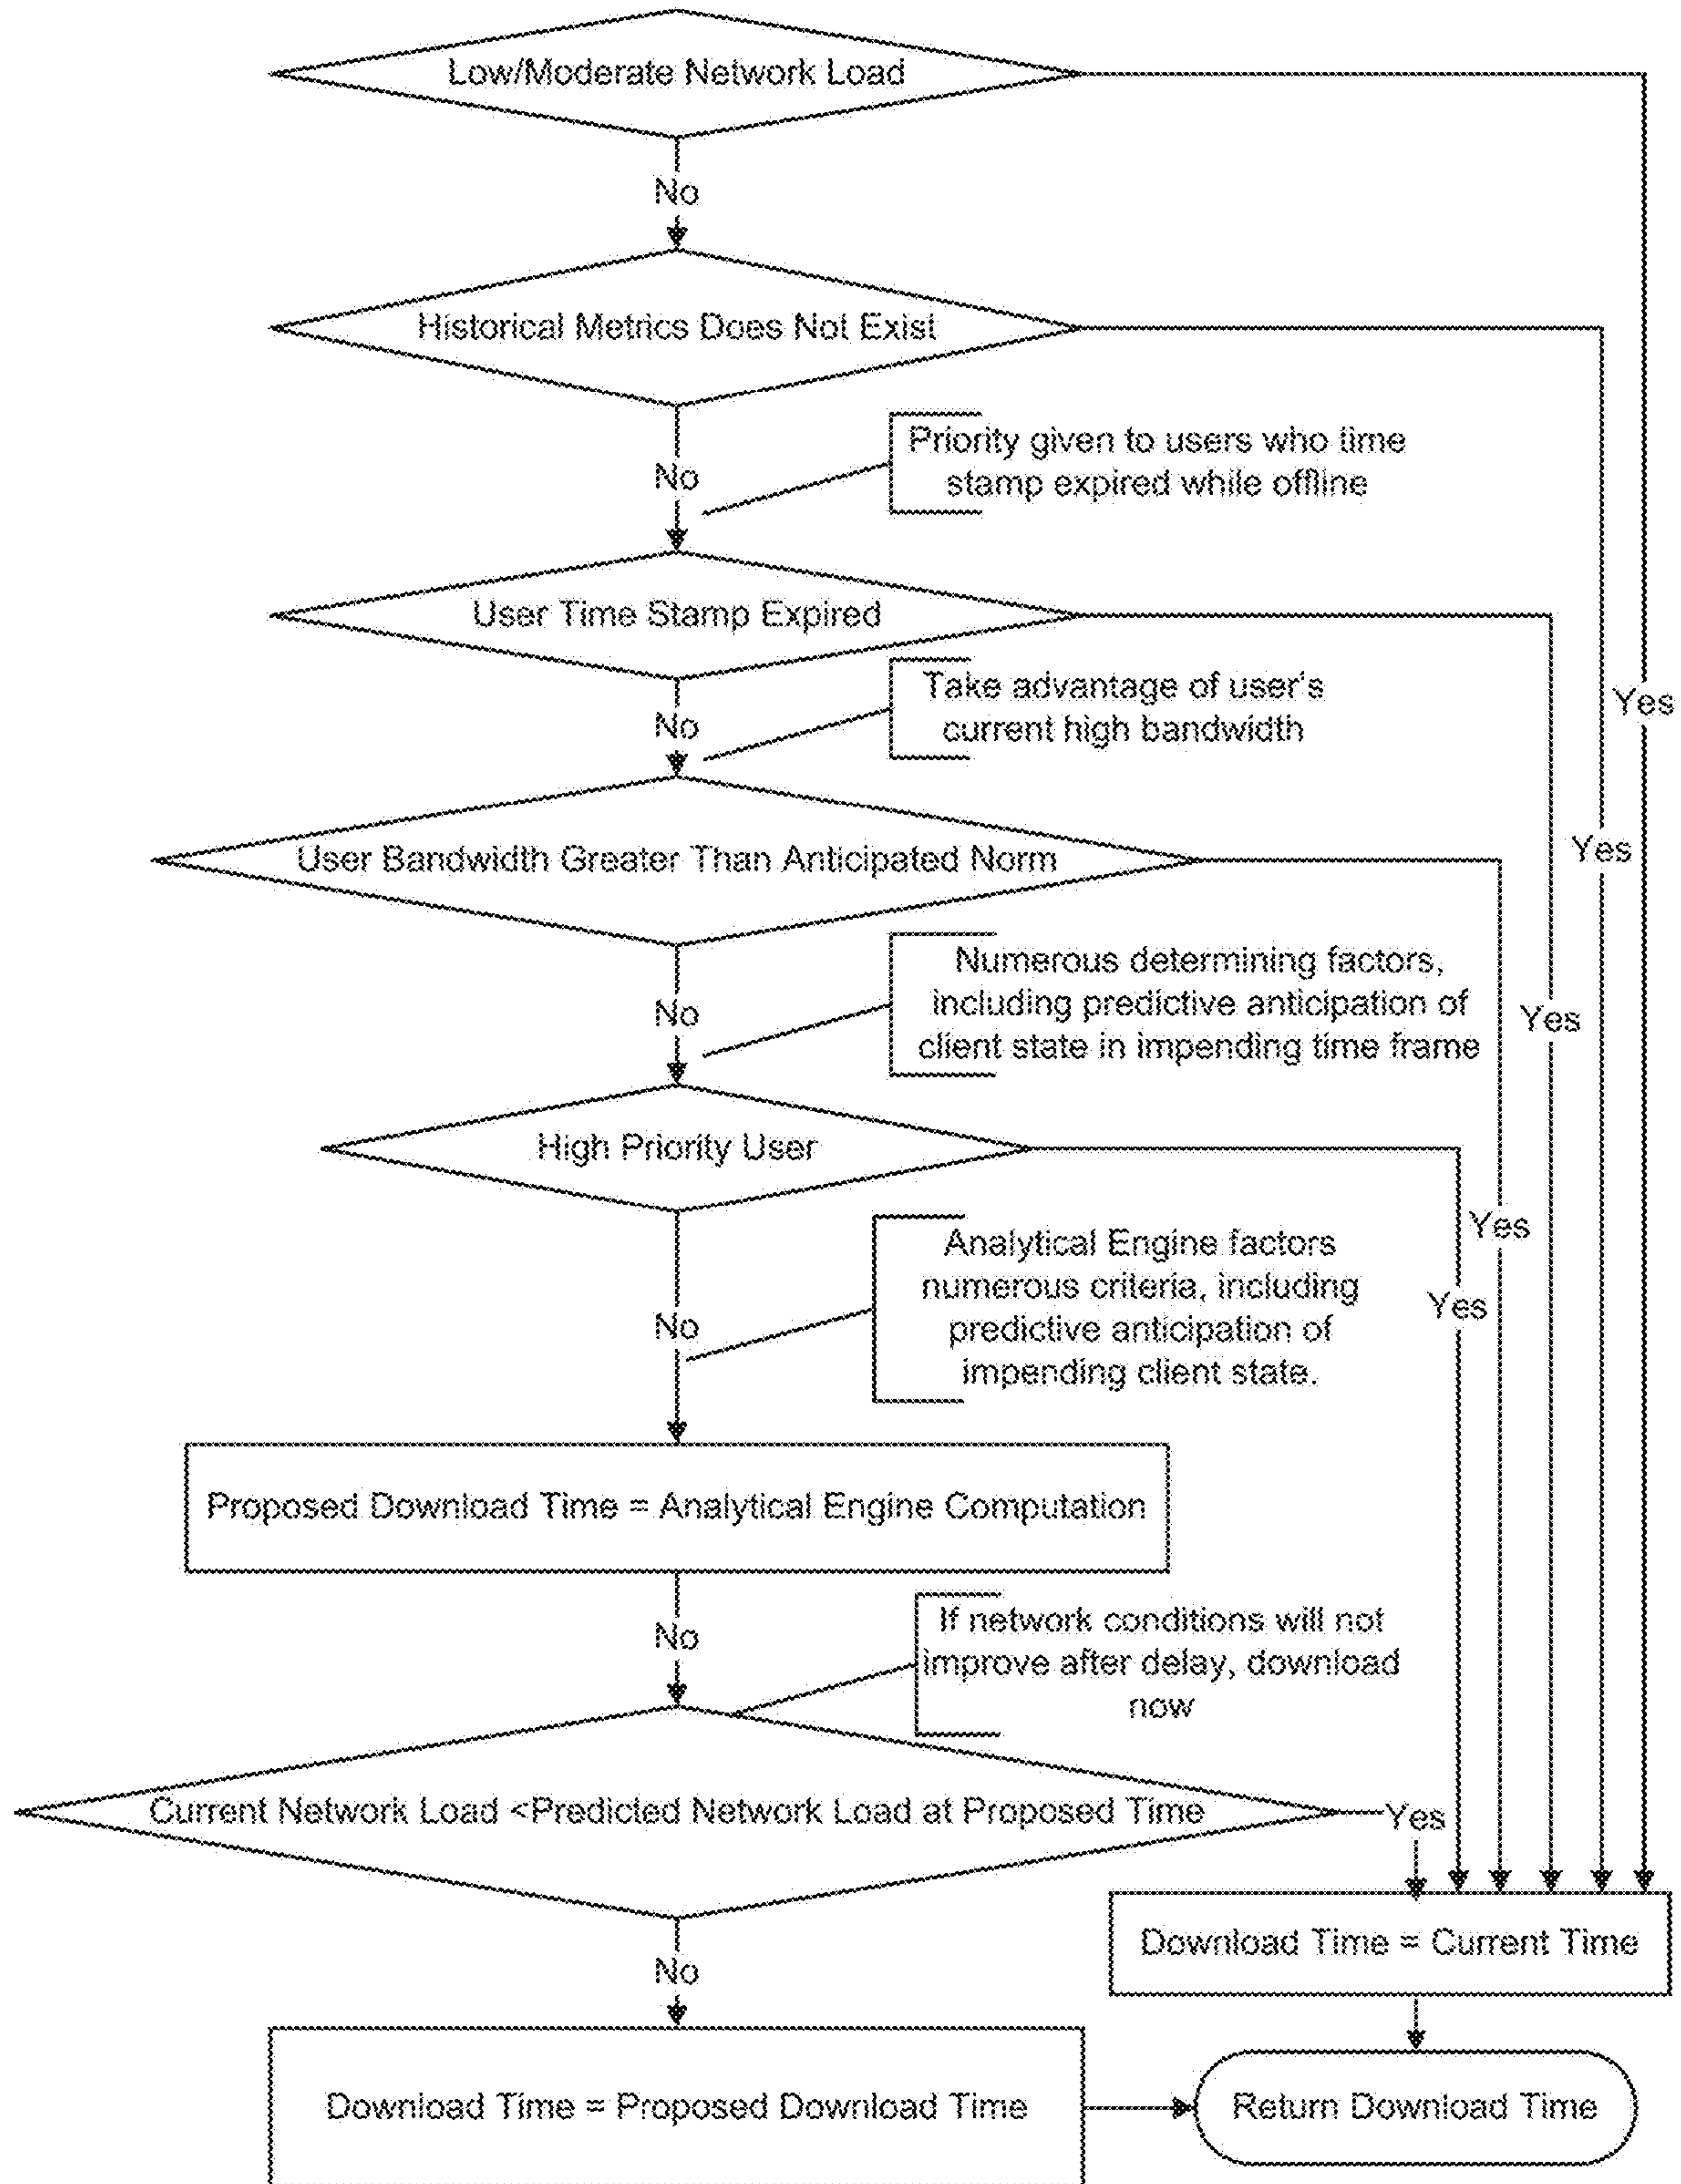 Low/Moderate Network Load
No
Historical Metrics Does Not Exist
Priority given to users who time
stamp expired while offline
No
User Time Stamp Expired
Take advantage of user's
current high bandwidth
Yes
No
User Bandwidth Greater Than Anticipated Norm
Yes
Numerous determining factors,
including predictive anticipation of
client state in impending time frame
No
Yes
High Priority User
Yes
Analytical Engine factors
numerous criteria, including
predictive anticipation of
impending client state.
Yes
No
Proposed Download Time = Analytical Engine Computation
If network conditions will not
improve after delay, download
now
No
Current Network Load <Predicted Network Load at Proposed Time
Yes
Download Time = Current Time
No
Download Time = Proposed Download Time
Return Download Time